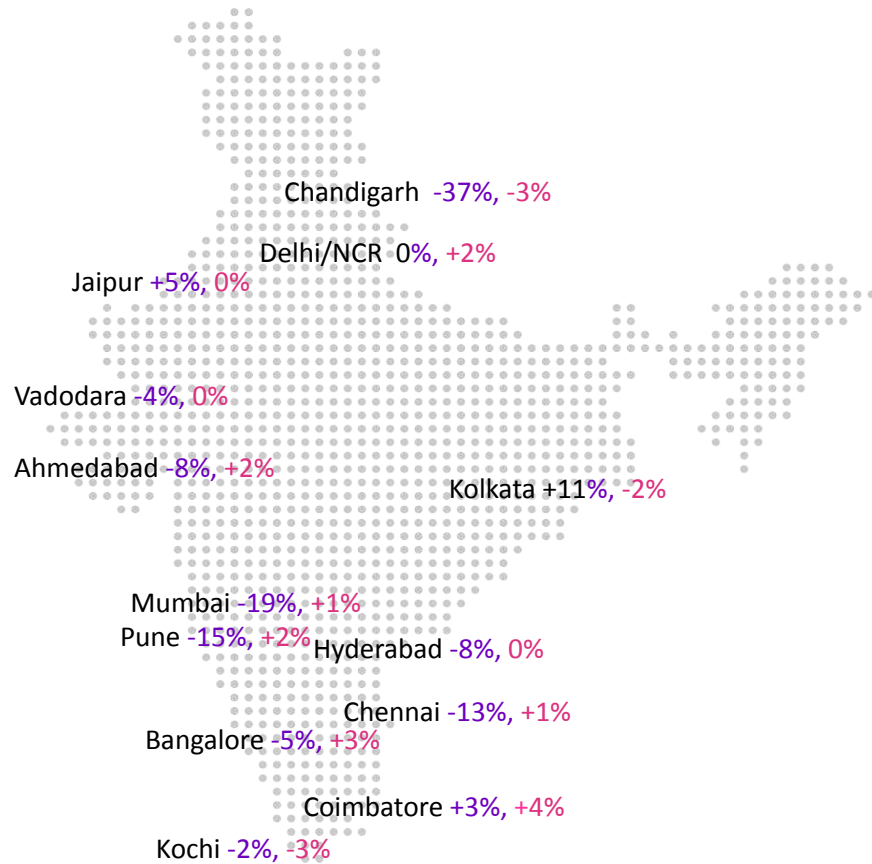 Chandigarh -37%, -3%
Delhi/NCR 0%, +2%
Jaipur +5%, 0%
Vadodara -4%, 0%
Ahmedabad -8%, +2%
Kolkata +11%, -2%
Mumbai -19%, +1%
Pune -15%, +2%
Hyderabad -8%, 0%
Chennai -13%, +1%
Bangalore -5%, +3%
Coimbatore +3%, +4%
Kochi -2%, -3%